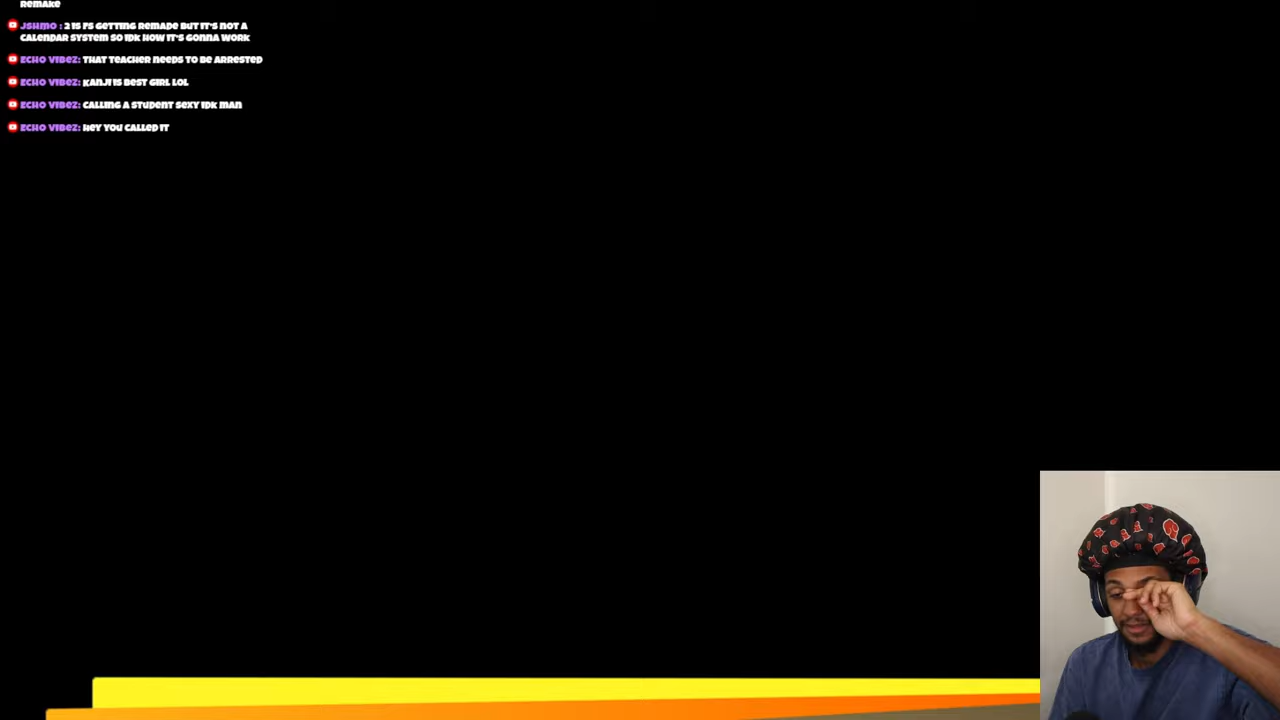 remake
JSHMO : 2 IS FS GETTING REMADE BUT IT'S NOT A
CALENDAR SYSTEM SO IDK HOW IT'S GONNA WORK
ECHO VIBEZ: THAT TEACHER NEEDS TO BE ARRESTED
ECHO VIBEZ: KANJI IS BEST GIRL LOL
ECHO VIBEZ: CALLING A STUDENT SEXY IDK MAN
ECHO VIBEZ: HEY YOU CALLED IT